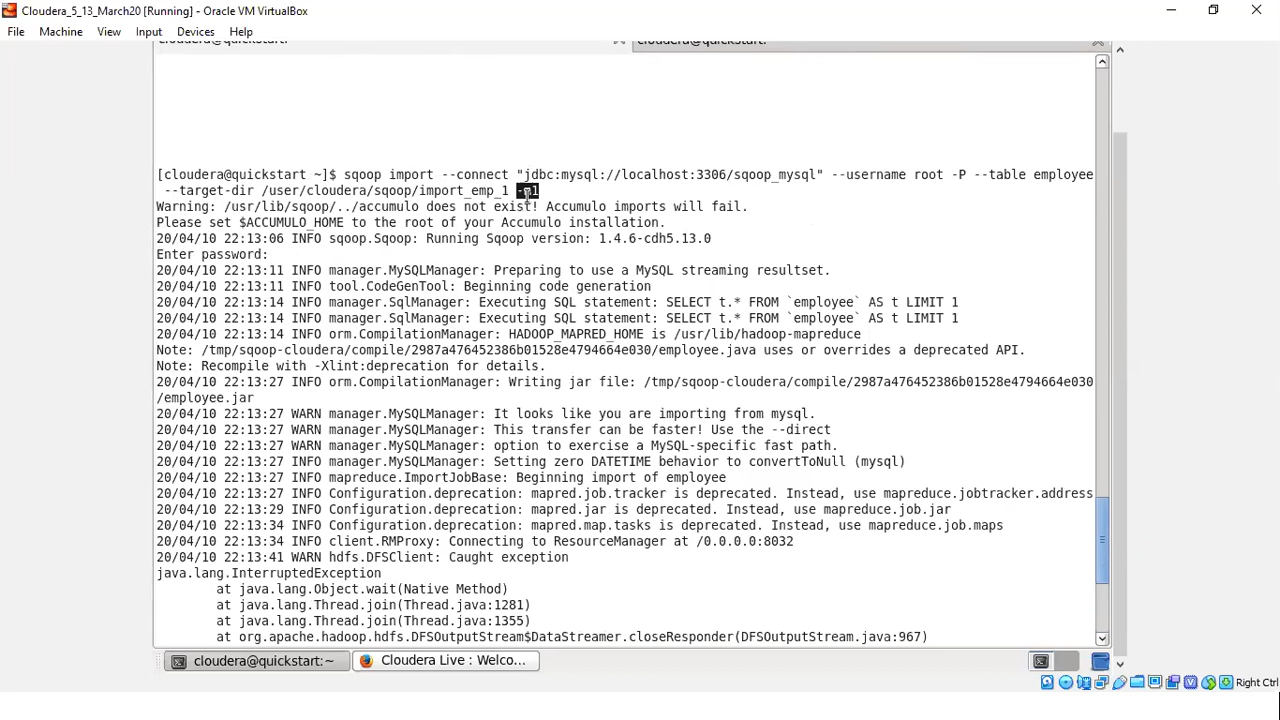 Cloudera_5_13_March20 [Running] - Oracle VM VirtualBox
File Machine View Input Devices Help
[cloudera@quickstart ~]$ sqoop import --connect "jdbc:mysql://localhost:3306/sqoop_mysql" --username root -P --table employee
--target-dir /user/cloudera/sqoop/import_emp_1
Warning: /usr/lib/sqoop/../accumulo does not exist! Accumulo imports will fail.
Please set $ACCUMULO_HOME to the root of your Accumulo installation.
20/04/10 22:13:06 INFO sqoop.Sqoop: Running Sqoop version: 1.4.6-cdh5.13.0
Enter password:
20/04/10 22:13:11 INFO manager.MySQLManager: Preparing to use a MySQL streaming resultset.
20/04/10 22:13:11 INFO tool.CodeGenTool: Beginning code generation
20/04/10 22:13:14 INFO manager.SqlManager: Executing SQL statement: SELECT t.* FROM `employee` AS t LIMIT 1
20/04/10 22:13:14 INFO manager.SqlManager: Executing SQL statement: SELECT t.* FROM `employee` AS t LIMIT 1
20/04/10 22:13:14 INFO orm.CompilationManager: HADOOP_MAPRED_HOME is /usr/lib/hadoop-mapreduce
Note: /tmp/sqoop-cloudera/compile/2987a476452386b01528e4794664e030/employee.java uses or overrides a deprecated API.
Note: Recompile with -Xlint:deprecation for details.
20/04/10 22:13:27 INFO orm.CompilationManager: Writing jar file: /tmp/sqoop-cloudera/compile/2987a476452386b01528e4794664e030
/employee.jar
20/04/10 22:13:27 WARN manager.MySQLManager: It looks like you are importing from mysql.
20/04/10 22:13:27 WARN manager.MySQLManager: This transfer can be faster! Use the --direct
20/04/10 22:13:27 WARN manager.MySQLManager: option to exercise a MySQL-specific fast path.
20/04/10 22:13:27 INFO manager.MySQLManager: Setting zero DATETIME behavior to convertToNull (mysql)
20/04/10 22:13:27 INFO mapreduce.ImportJobBase: Beginning import of employee
20/04/10 22:13:27 INFO Configuration.deprecation: mapred.job.tracker is deprecated. Instead, use mapreduce.jobtracker.address
20/04/10 22:13:29 INFO Configuration.deprecation: mapred.jar is deprecated. Instead, use mapreduce.job.jar
20/04/10 22:13:34 INFO Configuration.deprecation: mapred.map.tasks is deprecated. Instead, use mapreduce.job.maps
20/04/10 22:13:34 INFO client.RMProxy: Connecting to ResourceManager at /0.0.0.0:8032
20/04/10 22:13:41 WARN hdfs.DFSClient: Caught exception
java.lang.InterruptedException
at java.lang.Object.wait(Native Method)
at java.lang.Thread.join(Thread.java:1281)
at java.lang.Thread.join(Thread.java:1355)
at org.apache.hadoop.hdfs.DFSOutputStream$DataStreamer.closeResponder(DFSOutputStream.java:967)
cloudera@quickstart:~ Cloudera Live : Welco...
Right Ctrl